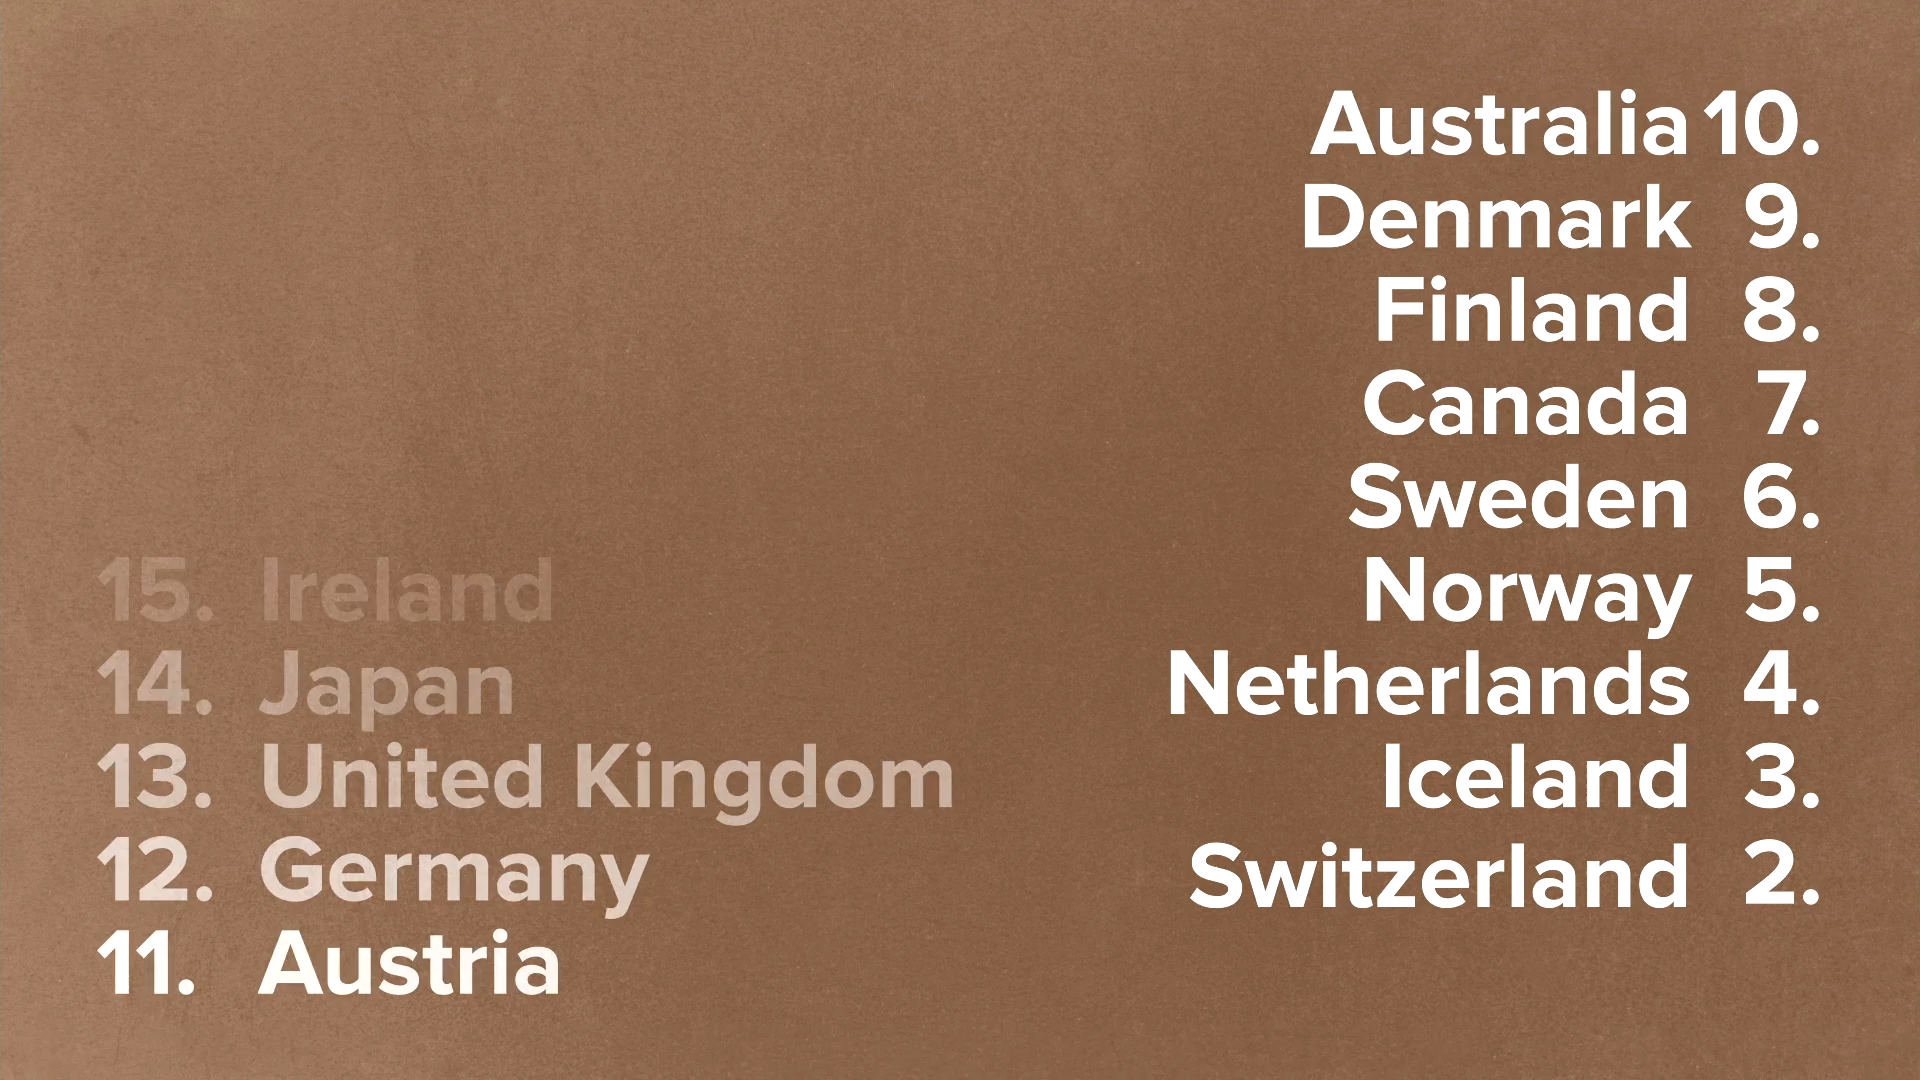 Australia 10.
Denmark 9.
Finland 8.
Canada 7.
Sweden 6.
Norway 5.
Netherlands 4.
Iceland 3.
Switzerland 2.
15. Ireland
14. Japan
13. United Kingdom
12. Germany
11. Austria